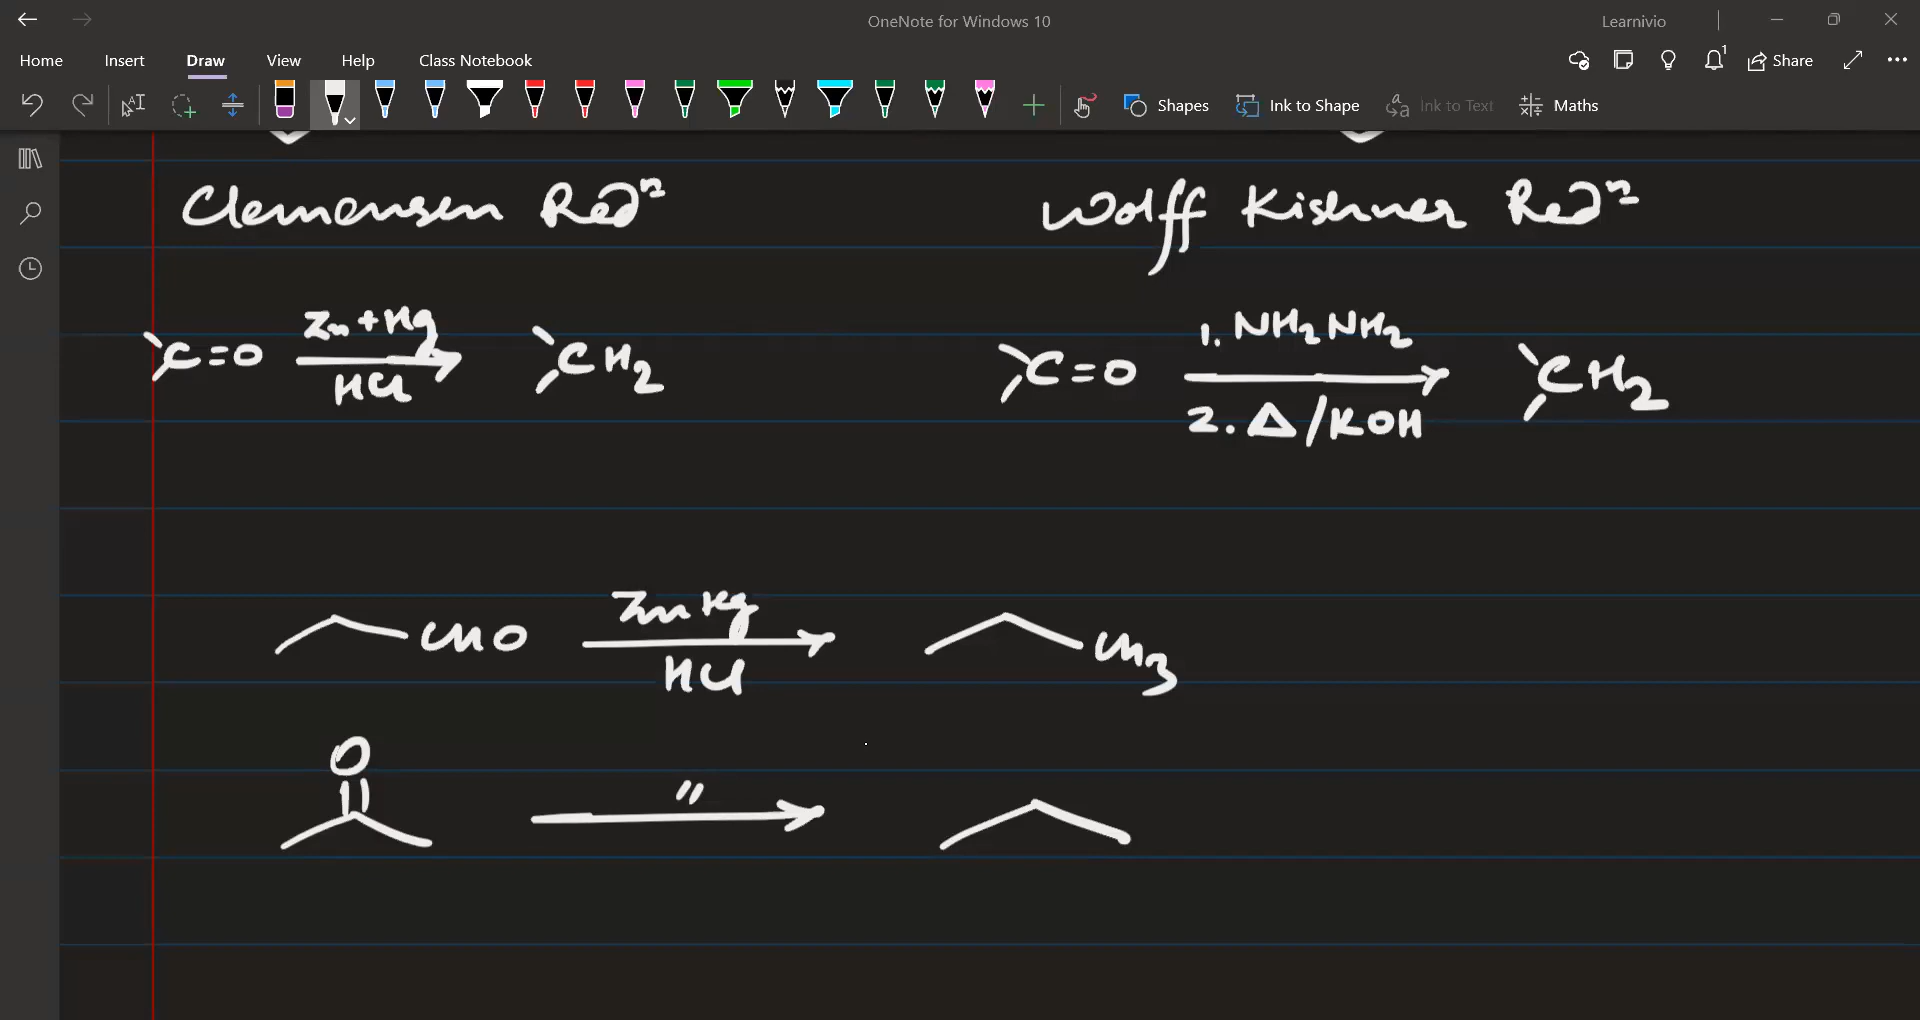 OneNote for Windows 10
Learnivio
Home Insert Draw View Help Class Notebook
1
Share
Ink to Shape
Shapes
Ink to Text
Maths
Clemensen Redⁿ
Wolff Kishner Redⁿ
C=O Zn+Hg HCl CH₂
C=O 1. NH₂NH₂ 2. Δ/KOH CH₂
CHO Zn Hg HCl CH₃
O
"